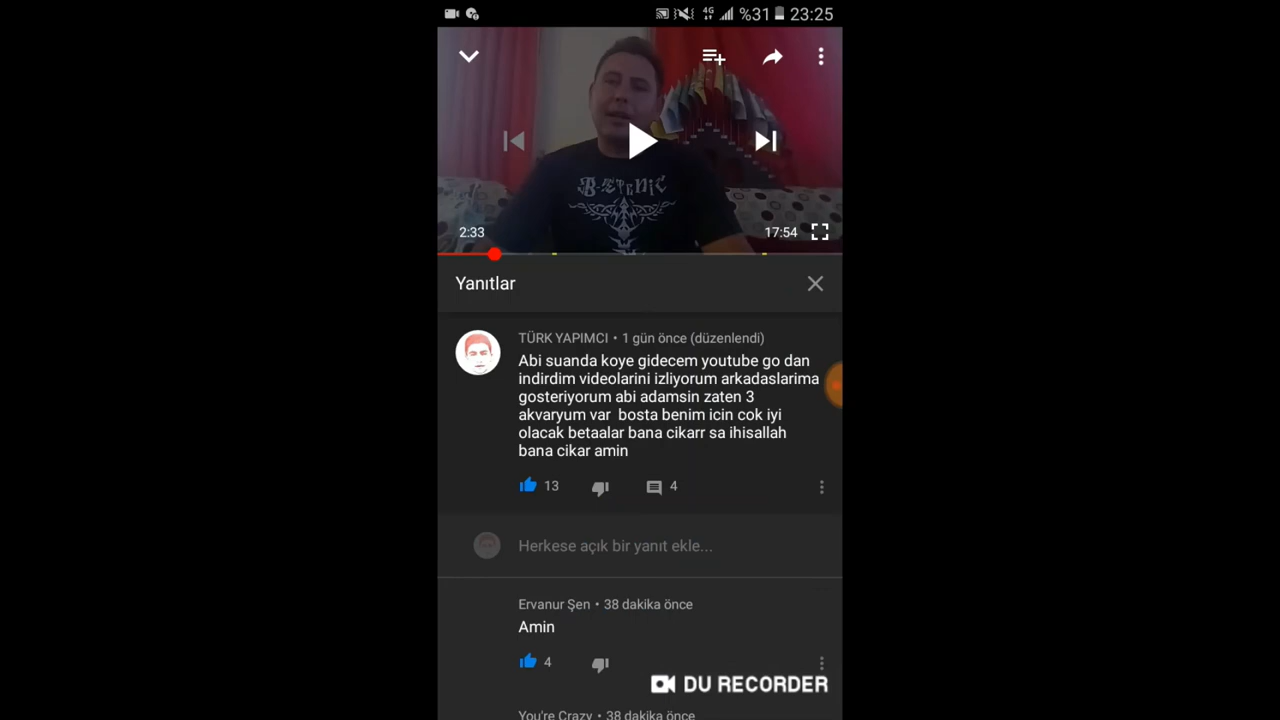 4G %31 23:25
B-ETENIC
2:33
17:54
Yanıtlar
TÜRK YAPIMCI • 1 gün önce (düzenlendi)
Abi suanda koye gidecem youtube go dan
indirdim videolarini izliyorum arkadaslarima
gosteriyorum abi adamsin zaten 3
akvaryum var bosta benim icin cok iyi
olacak betaalar bana cikarr sa ihisallah
bana cikar amin
13
4
Herkese açık bir yanıt ekle...
Ervanur Şen • 38 dakika önce
Amin
4
DU RECORDER
You're Crazy • 38 dakika önce